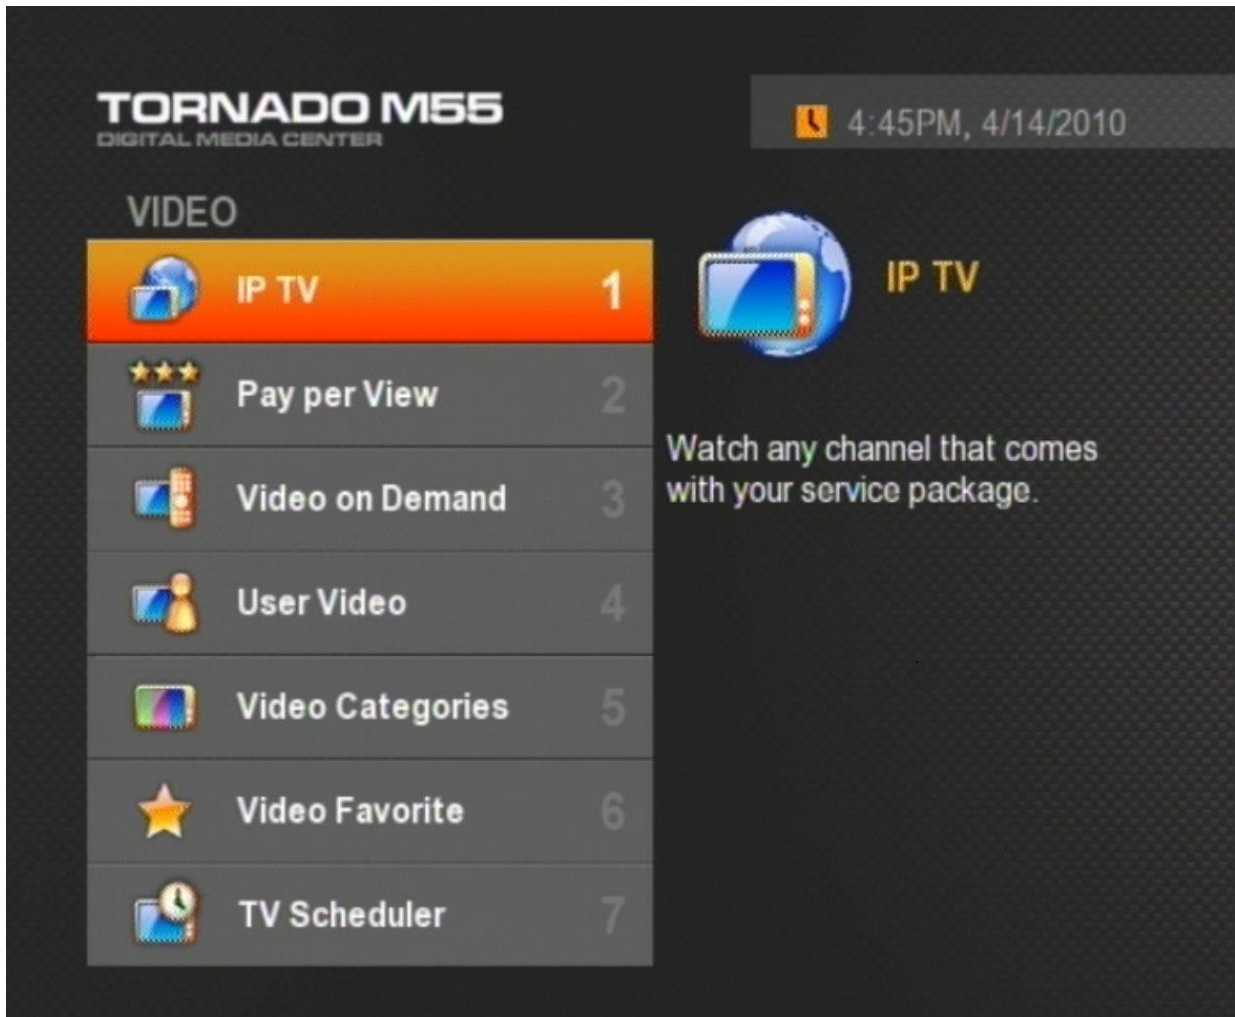 TORNADO M55
DIGITAL MEDIA CENTER
4:45PM, 4/14/2010
VIDEO
IP TV 1
Pay per View 2
Video on Demand 3
User Video 4
Video Categories 5
Video Favorite 6
TV Scheduler 7
IP TV
Watch any channel that comes
with your service package.